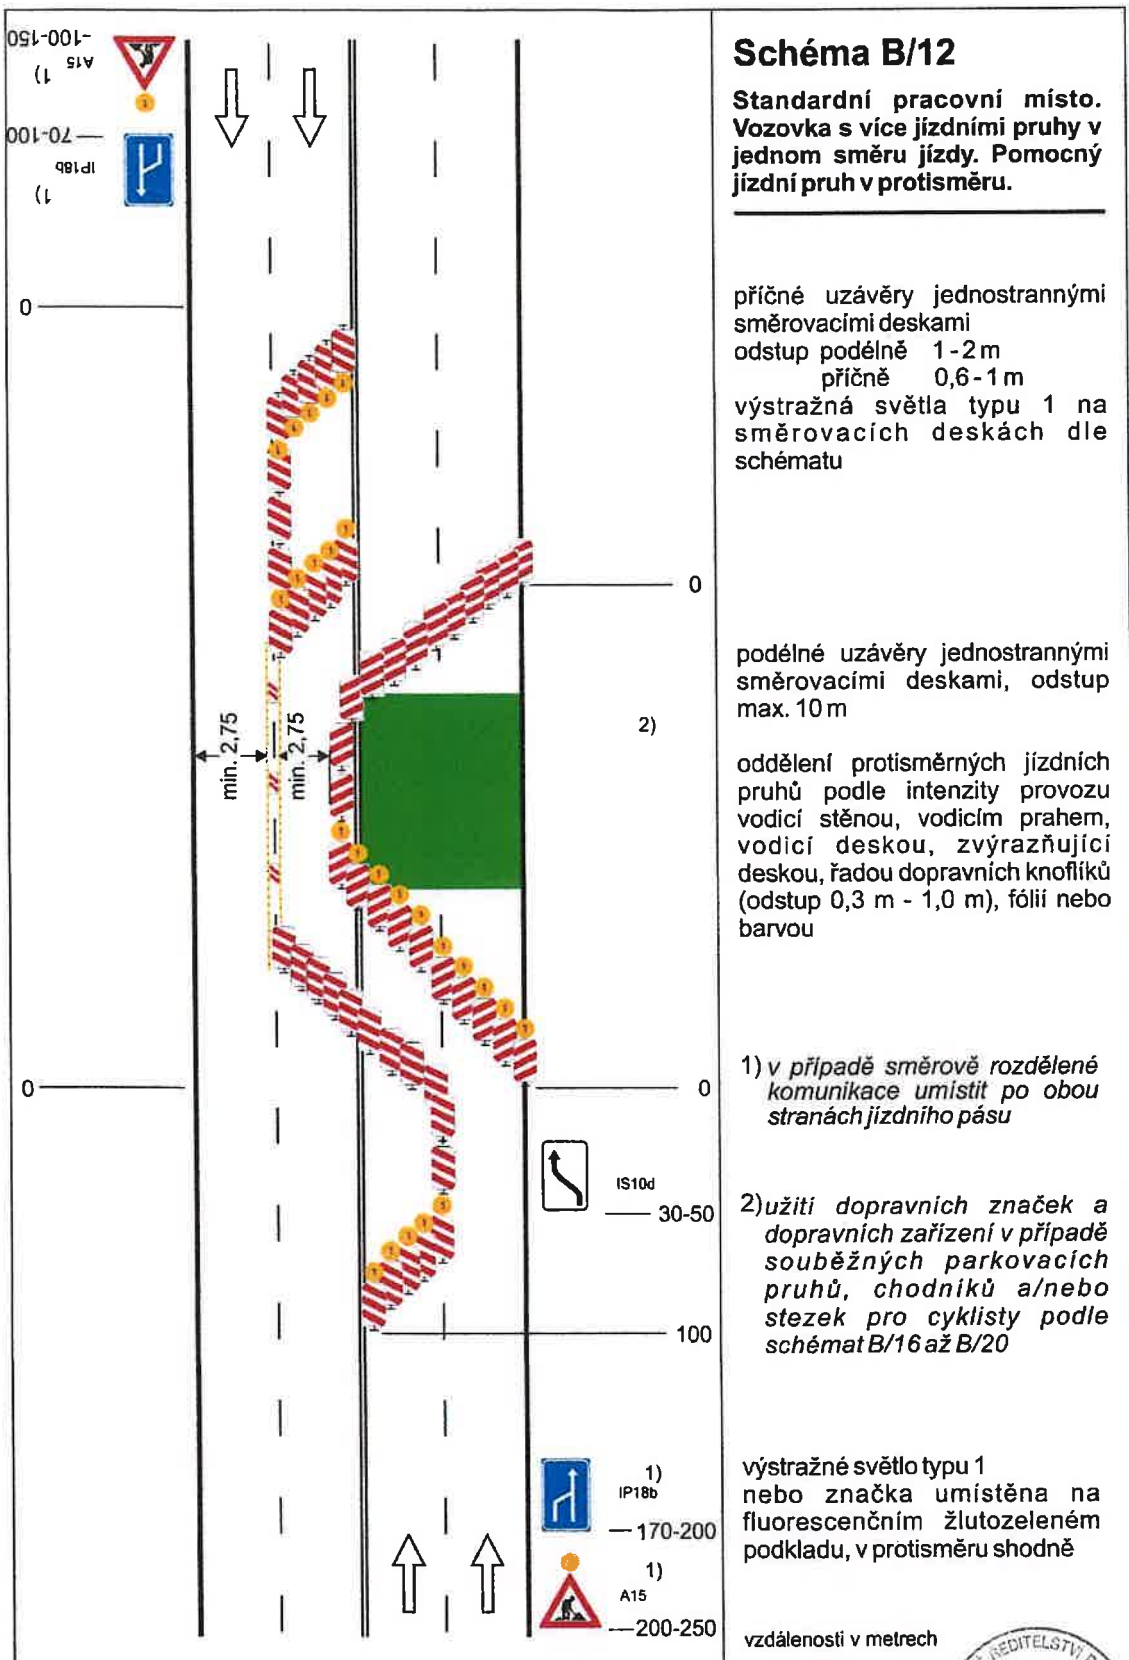 -100-150
A15
1)
70-100
IP18b
1)
0
min. 2,75
min. 2,75
0
2)
0
0
IS10d
30-50
100
1)
IP18b
170-200
1)
A15
200-250
Schéma B/12
Standardní pracovní místo.
Vozovka s více jízdními pruhy v
jednom směru jízdy. Pomocný
jízdní pruh v protisměru.
příčné uzávěry jednostrannými
směrovacími deskami
odstup podélně 1-2 m
příčně 0,6-1 m
výstražná světla typu 1 na
směrovacích deskách dle
schématu
podélné uzávěry jednostrannými
směrovacími deskami, odstup
max. 10 m
oddělení protisměrných jízdních
pruhů podle intenzity provozu
vodicí stěnou, vodicím prahem,
vodicí deskou, zvýrazňující
deskou, řadou dopravních knoflíků
(odstup 0,3 m - 1,0 m), fólií nebo
barvou
1) v případě směrově rozdělené
komunikace umístit po obou
stranách jízdního pásu
2) užití dopravních značek a
dopravních zařízení v případě
souběžných parkovacích
pruhů, chodníků a/nebo
stezek pro cyklisty podle
schémat B/16 až B/20
výstražné světlo typu 1
nebo značka umístěna na
fluorescenčním žlutozeleném
podkladu, v protisměru shodně
vzdálenosti v metrech
ŘEDITELSTVÍ